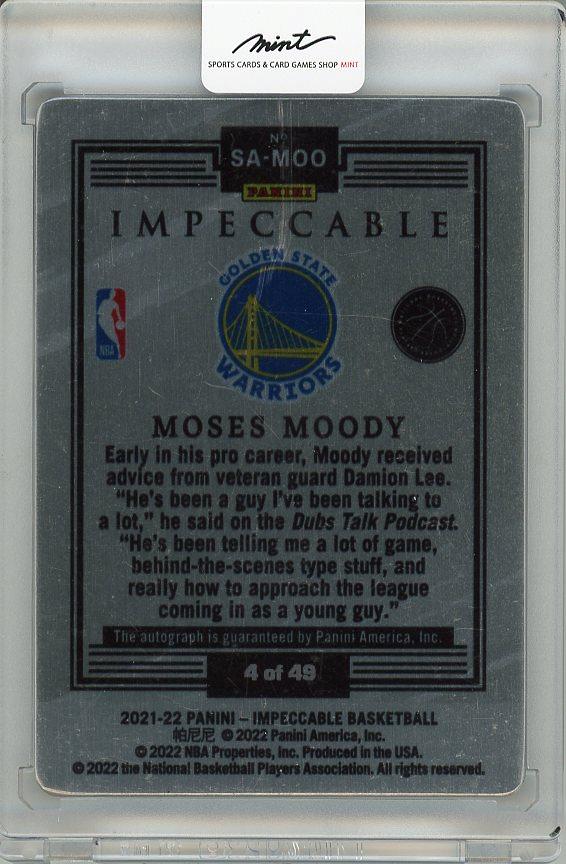 mint
SPORTS CARDS & CARD GAMES SHOP MINT
No
SA-MOO
PANINI
IMPECCABLE
GOLDEN STATE
WARRIORS
NBA
MOSES MOODY
Early in his pro career, Moody received
advice from veteran guard Damion Lee.
“He's been a guy I've been talking to
a lot,” he said on the Dubs Talk Podcast.
“He's been telling me a lot of game,
behind-the-scenes type stuff, and
really how to approach the league
coming in as a young guy.”
The autograph is guaranteed by Panini America, Inc.
4 of 49
2021-22 PANINI – IMPECCABLE BASKETBALL
帕尼尼 © 2022 Panini America, Inc.
© 2022 NBA Properties, Inc. Produced in the USA.
© 2022 the National Basketball Players Association. All rights reserved.